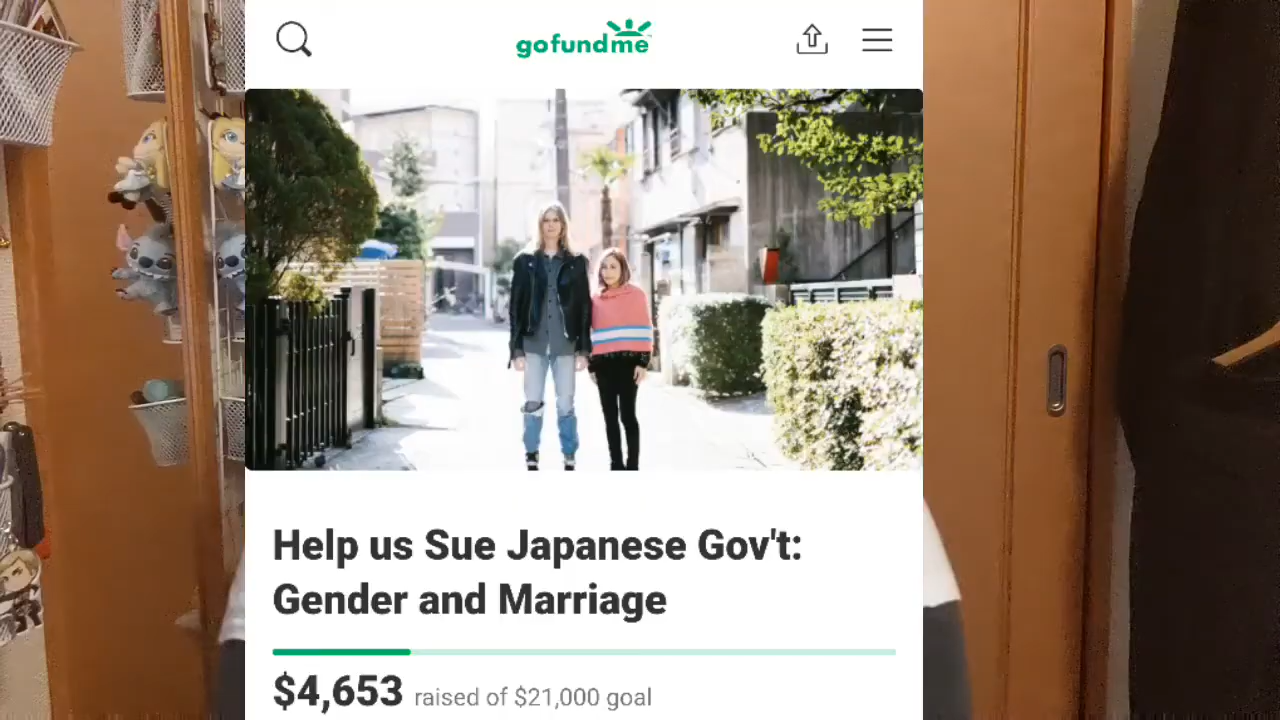 gofundme
Help us Sue Japanese Gov't:
Gender and Marriage
$4,653 raised of $21,000 goal